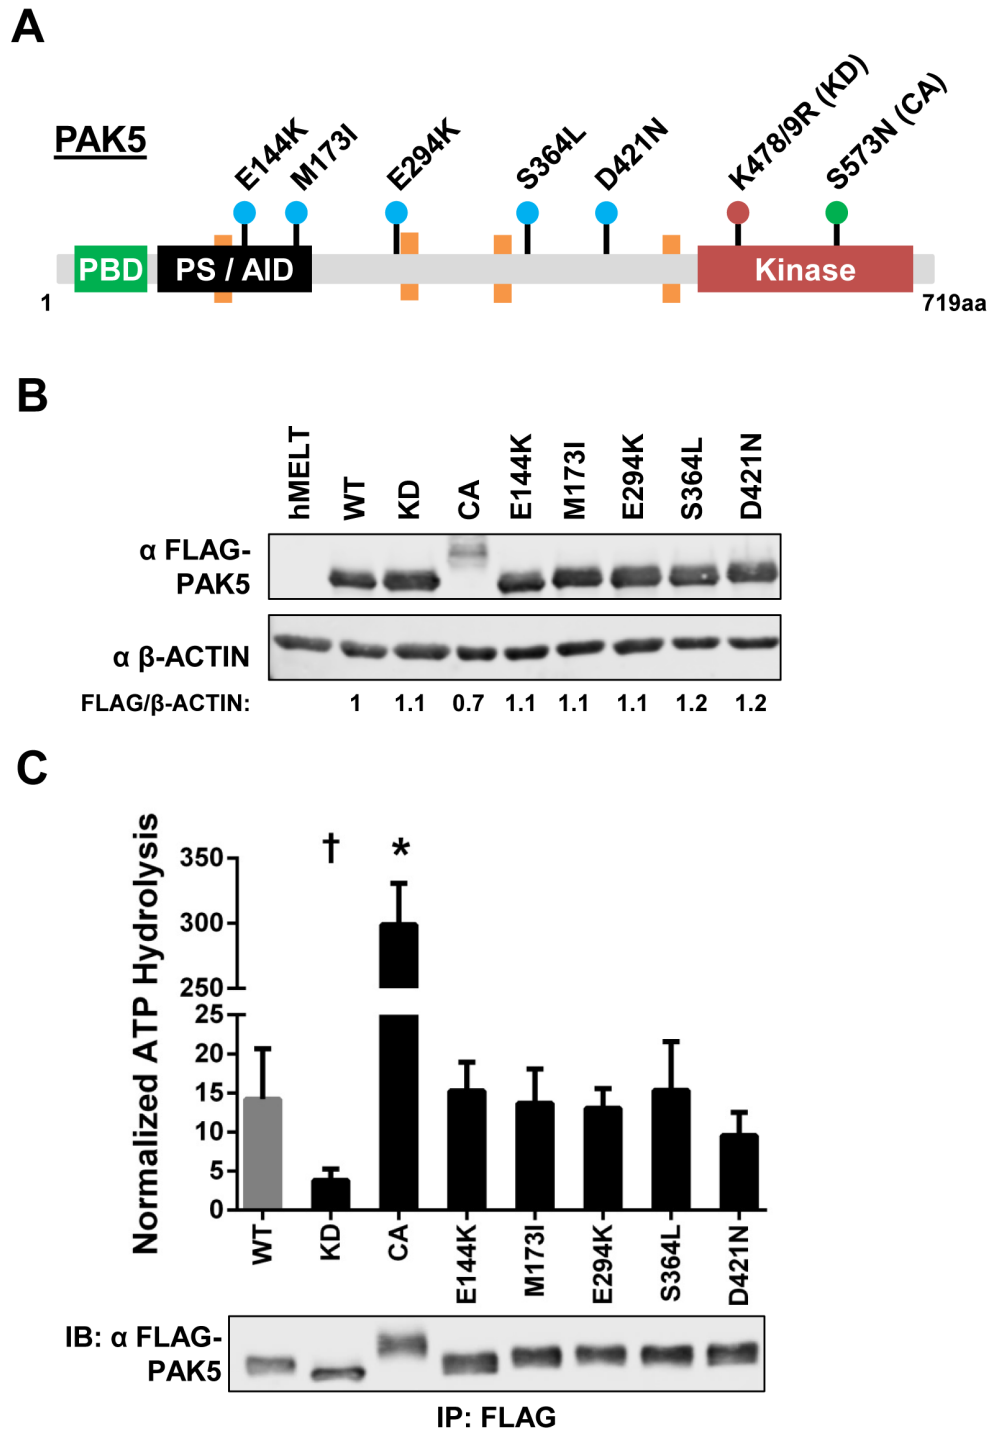 A
PAK5
E144K
M173I
E294K
S364L
D421N
K478/9R (KD)
S573N (CA)
PBD
PS / AID
Kinase
1
719aa
B
hMELT
WT
KD
CA
E144K
M173I
E294K
S364L
D421N
α FLAG-
PAK5
α β-ACTIN
FLAG/β-ACTIN: 1 1.1 0.7 1.1 1.1 1.1 1.2 1.2
C
Normalized ATP Hydrolysis
350
300
250
25
20
15
10
5
0
†
*
WT
KD
CA
E144K
M173I
E294K
S364L
D421N
IB: α FLAG-
PAK5
IP: FLAG